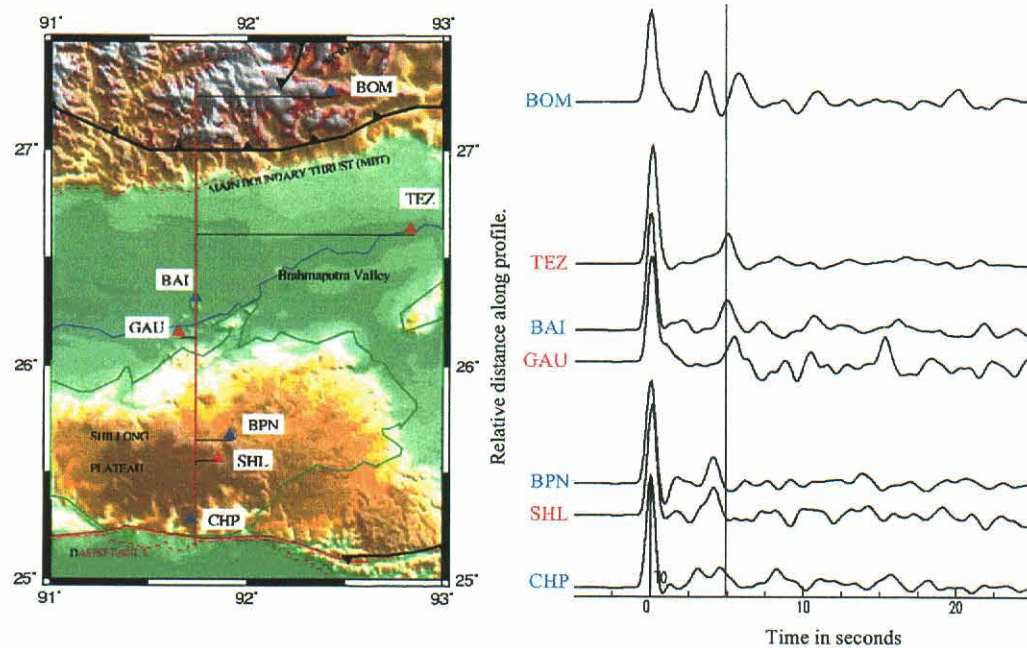 91
92
93
BOM
27°
27°
MAIN BOUNDARY THRUST (MBT)
TEZ
BAI
Brahmaputra Valley
GAU
26°
26°
BPN
SHILLONG
SHL
PLATEAU
CHP
25°
25°
91
92
93
Relative distance along profile.
BOM
TEZ
BAI
GAU
BPN
SHL
CHP
0
10
20
Time in seconds